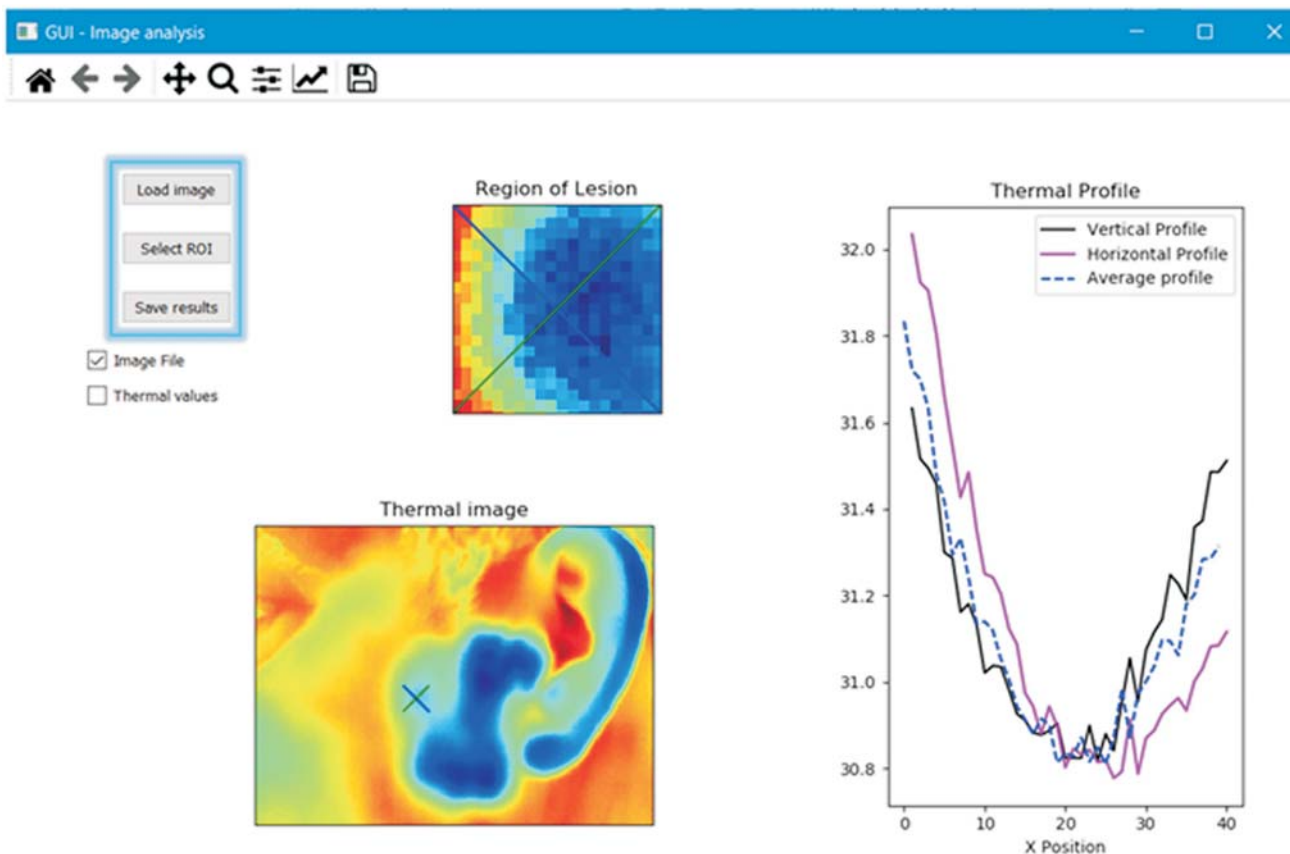 GUI - Image analysis
Load image
Select ROI
Save results
Image File
Thermal values
Region of Lesion
Thermal image
Thermal Profile
Vertical Profile
Horizontal Profile
Average profile
32.0
31.8
31.6
31.4
31.2
31.0
30.8
0 10 20 30 40
X Position